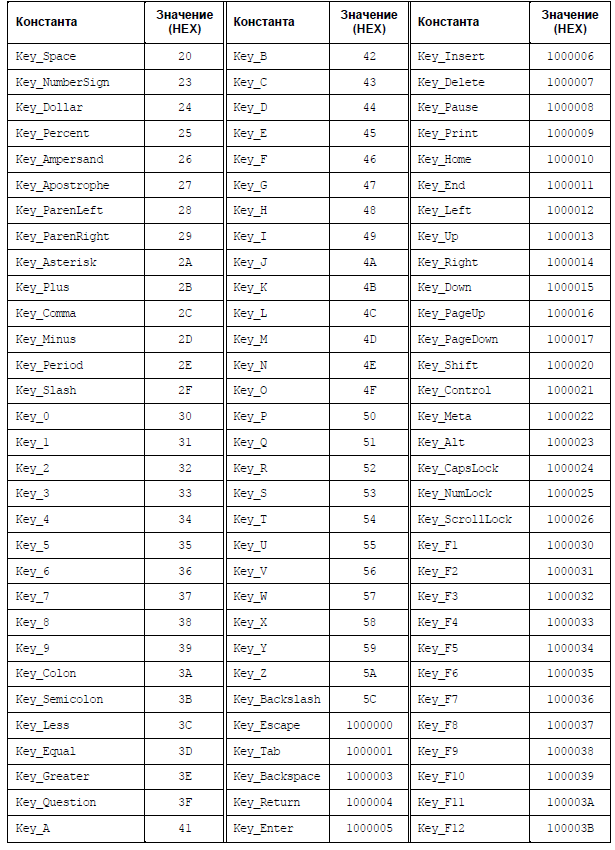 Константа Значение (HEX) Константа Значение (HEX) Константа Значение (HEX)
Key_Space 20 Key_B 42 Key_Insert 1000006
Key_NumberSign 23 Key_C 43 Key_Delete 1000007
Key_Dollar 24 Key_D 44 Key_Pause 1000008
Key_Percent 25 Key_E 45 Key_Print 1000009
Key_Ampersand 26 Key_F 46 Key_Home 1000010
Key_Apostrophe 27 Key_G 47 Key_End 1000011
Key_ParenLeft 28 Key_H 48 Key_Left 1000012
Key_ParenRight 29 Key_I 49 Key_Up 1000013
Key_Asterisk 2A Key_J 4A Key_Right 1000014
Key_Plus 2B Key_K 4B Key_Down 1000015
Key_Comma 2C Key_L 4C Key_PageUp 1000016
Key_Minus 2D Key_M 4D Key_PageDown 1000017
Key_Period 2E Key_N 4E Key_Shift 1000020
Key_Slash 2F Key_O 4F Key_Control 1000021
Key_0 30 Key_P 50 Key_Meta 1000022
Key_1 31 Key_Q 51 Key_Alt 1000023
Key_2 32 Key_R 52 Key_CapsLock 1000024
Key_3 33 Key_S 53 Key_NumLock 1000025
Key_4 34 Key_T 54 Key_ScrollLock 1000026
Key_5 35 Key_U 55 Key_F1 1000030
Key_6 36 Key_V 56 Key_F2 1000031
Key_7 37 Key_W 57 Key_F3 1000032
Key_8 38 Key_X 58 Key_F4 1000033
Key_9 39 Key_Y 59 Key_F5 1000034
Key_Colon 3A Key_Z 5A Key_F6 1000035
Key_Semicolon 3B Key_Backslash 5C Key_F7 1000036
Key_Less 3C Key_Escape 1000000 Key_F8 1000037
Key_Equal 3D Key_Tab 1000001 Key_F9 1000038
Key_Greater 3E Key_Backspace 1000003 Key_F10 1000039
Key_Question 3F Key_Return 1000004 Key_F11 100003A
Key_A 41 Key_Enter 1000005 Key_F12 100003B